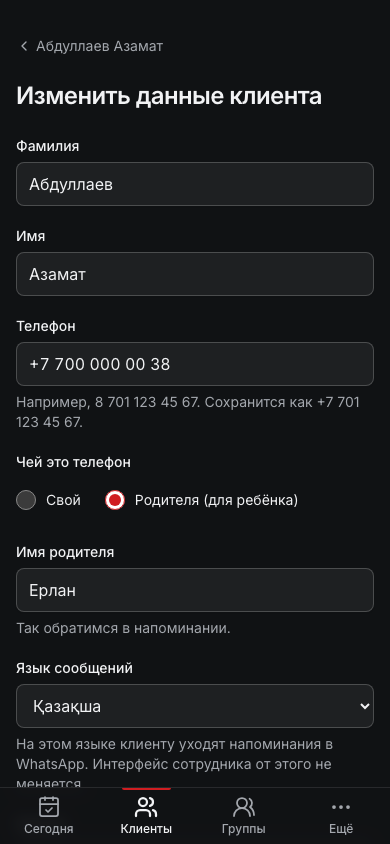 Абдуллаев Азамат
Изменить данные клиента
Фамилия
Абдуллаев
Имя
Азамат
Телефон
+7 700 000 00 38
Например, 8 701 123 45 67. Сохранится как +7 701
123 45 67.
Чей это телефон
Свой
Родителя (для ребёнка)
Имя родителя
Ерлан
Так обратимся в напоминании.
Язык сообщений
Қазақша
На этом языке клиенту уходят напоминания в
WhatsApp. Интерфейс сотрудника от этого не
меняется.
Сегодня
Клиенты
Группы
Ещё